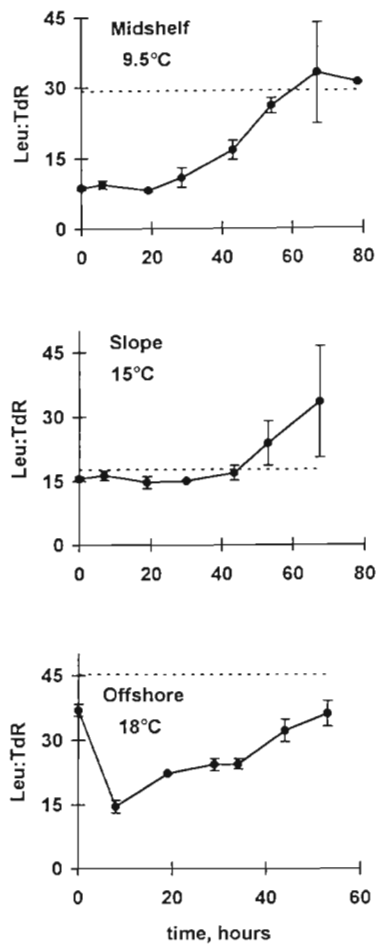 45
Midshelf
9.5°C
30
Leu:TdR
15
0
0 20 40 60 80
45
Slope
15°C
30
Leu:TdR
15
0
0 20 40 60 80
45
Offshore
18°C
30
Leu:TdR
15
0
0 20 40 60
time, hours